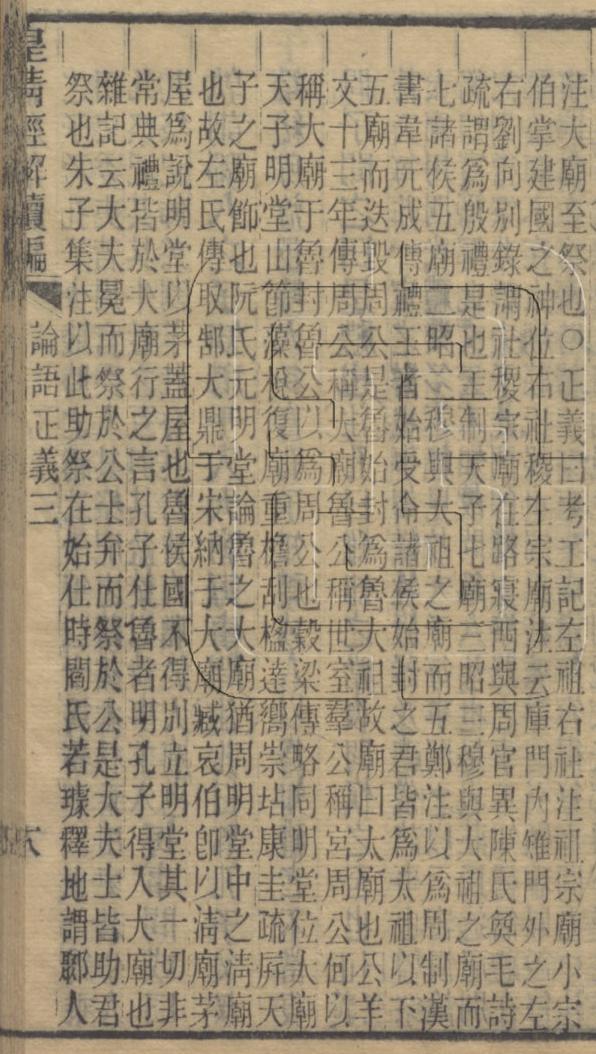 注大廟至祭也○正義曰考工記左祖右社注祖宗廟小宗
伯掌建國之神位右社稷左宗廟注云庫門內雉門外之左
右劉向別錄謂社稷宗廟在路寢西與周官異陳氏奐毛詩
疏謂爲殷禮是也王制天子七廟三昭三穆與大祖之廟而
七諸侯五廟二昭二穆與大祖之廟而五鄭注以爲周制漢
書韋元成傳禮王者始受命諸侯始封之君皆爲太祖以下
五廟而迭毀周公是魯始封爲魯大祖故廟曰太廟也公羊
文十三年傳周公稱大廟魯公稱世室羣公稱宮周公何以
稱大廟于魯封魯公以爲周公也穀梁傳略同明堂位大廟
天子明堂山節藻梲復廟重檐刮楹達嚮崇坫康圭疏屏天
子之廟飾也阮氏元明堂論魯之大廟猶周明堂中之淸廟
也故左氏傳取郜大鼎于宋納于大廟臧哀伯卽以淸廟茅
屋爲說明堂以茅蓋屋也魯侯國不得別立明堂其一切非
常典禮皆於大廟行之言孔子仕魯者明孔子得入大廟也
雜記云大夫冕而祭於公士弁而祭於公是大夫士皆助君
祭也朱子集注以此助祭在始仕時閻氏若璩釋地謂鄹人
皇淸經解續編
論語正義三